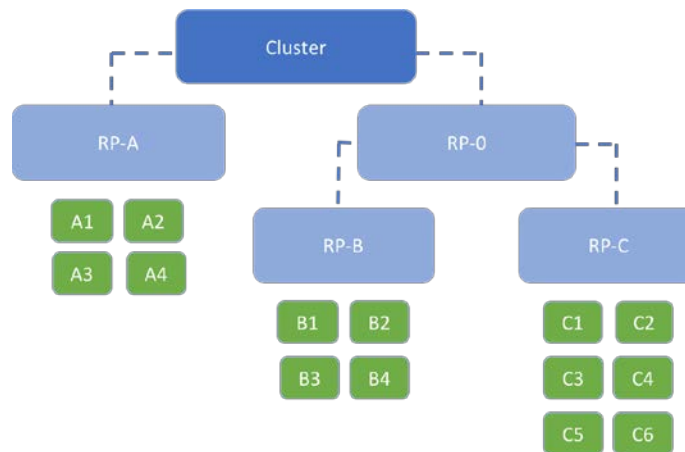 Cluster
RP-A
RP-0
A1 A2
RP-B
RP-C
A3 A4
B1 B2
C1 C2
B3 B4
C3 C4
C5 C6